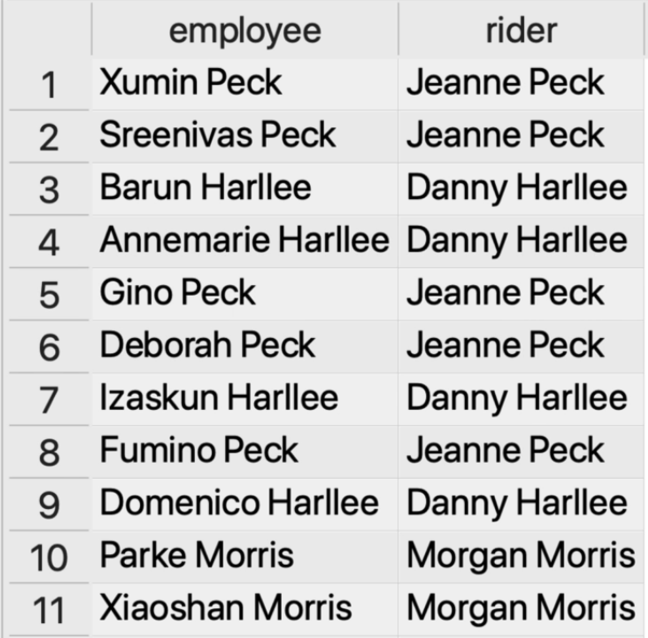 employee rider
1 Xumin Peck Jeanne Peck
2 Sreenivas Peck Jeanne Peck
3 Barun Harllee Danny Harllee
4 Annemarie Harllee Danny Harllee
5 Gino Peck Jeanne Peck
6 Deborah Peck Jeanne Peck
7 Izaskun Harllee Danny Harllee
8 Fumino Peck Jeanne Peck
9 Domenico Harllee Danny Harllee
10 Parke Morris Morgan Morris
11 Xiaoshan Morris Morgan Morris